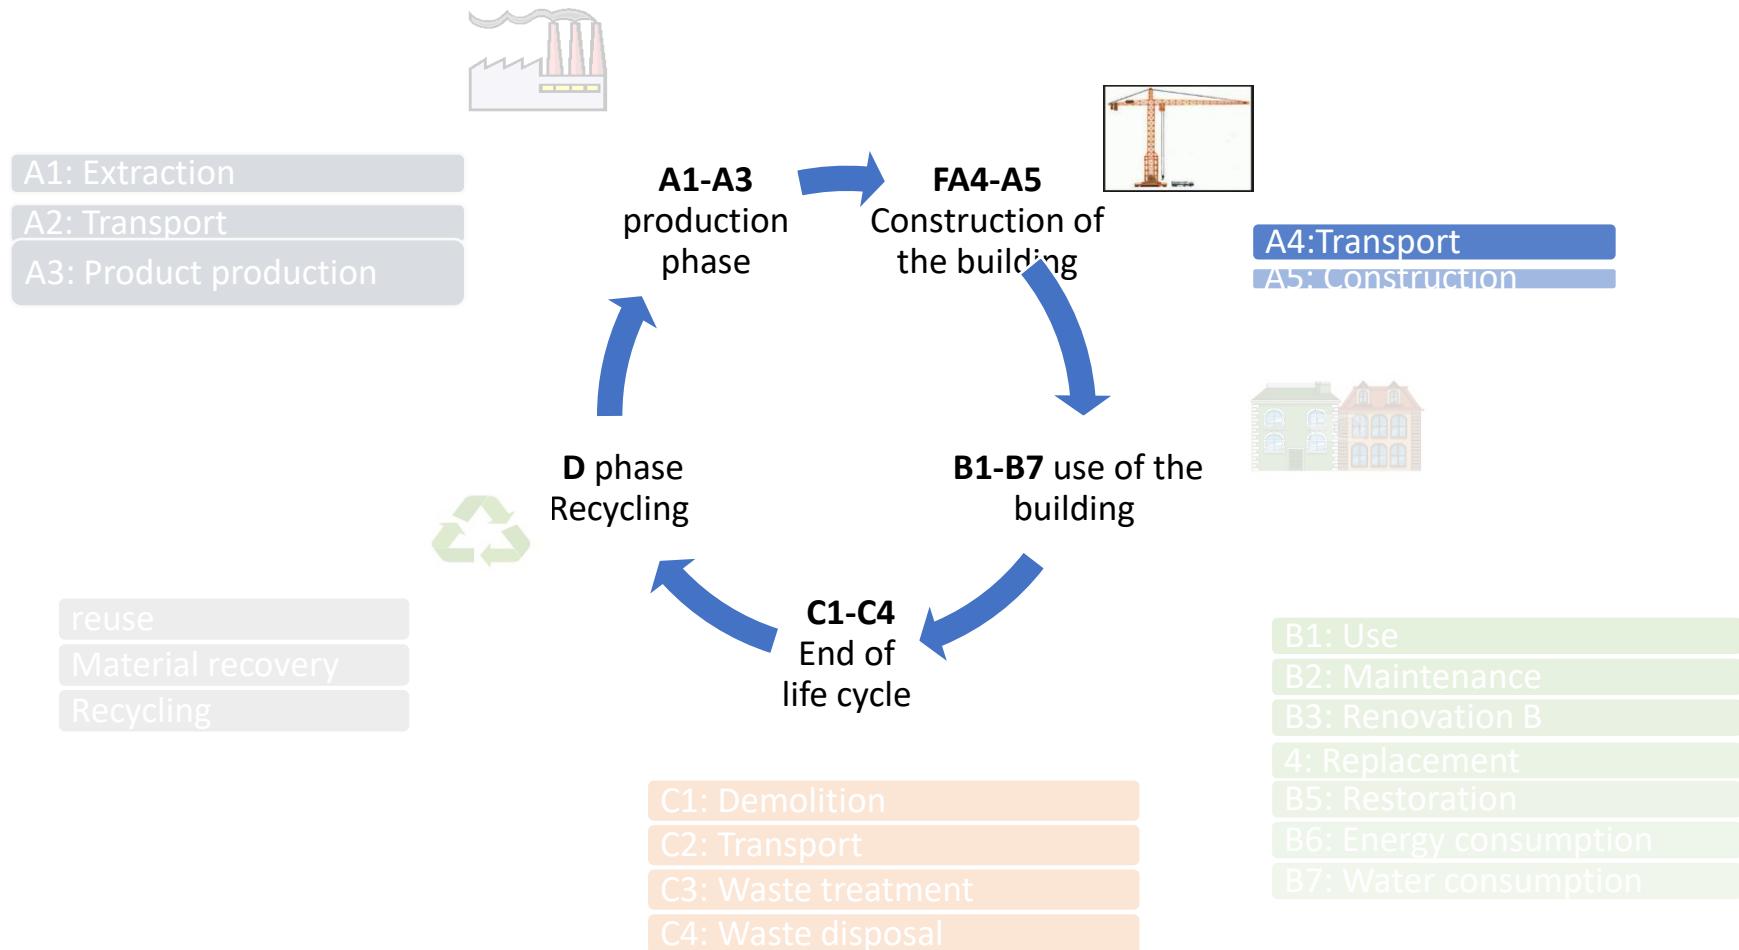 A1: Extraction
A2: Transport
A3: Product production
A1-A3
production
phase
FA4-A5
Construction of
the building
A4:Transport
A5: Construction
D phase
Recycling
B1-B7 use of the
building
C1-C4
End of
life cycle
reuse
Material recovery
Recycling
B1: Use
B2: Maintenance
B3: Renovation B
4: Replacement
B5: Restoration
B6: Energy consumption
B7: Water consumption
C1: Demolition
C2: Transport
C3: Waste treatment
C4: Waste disposal